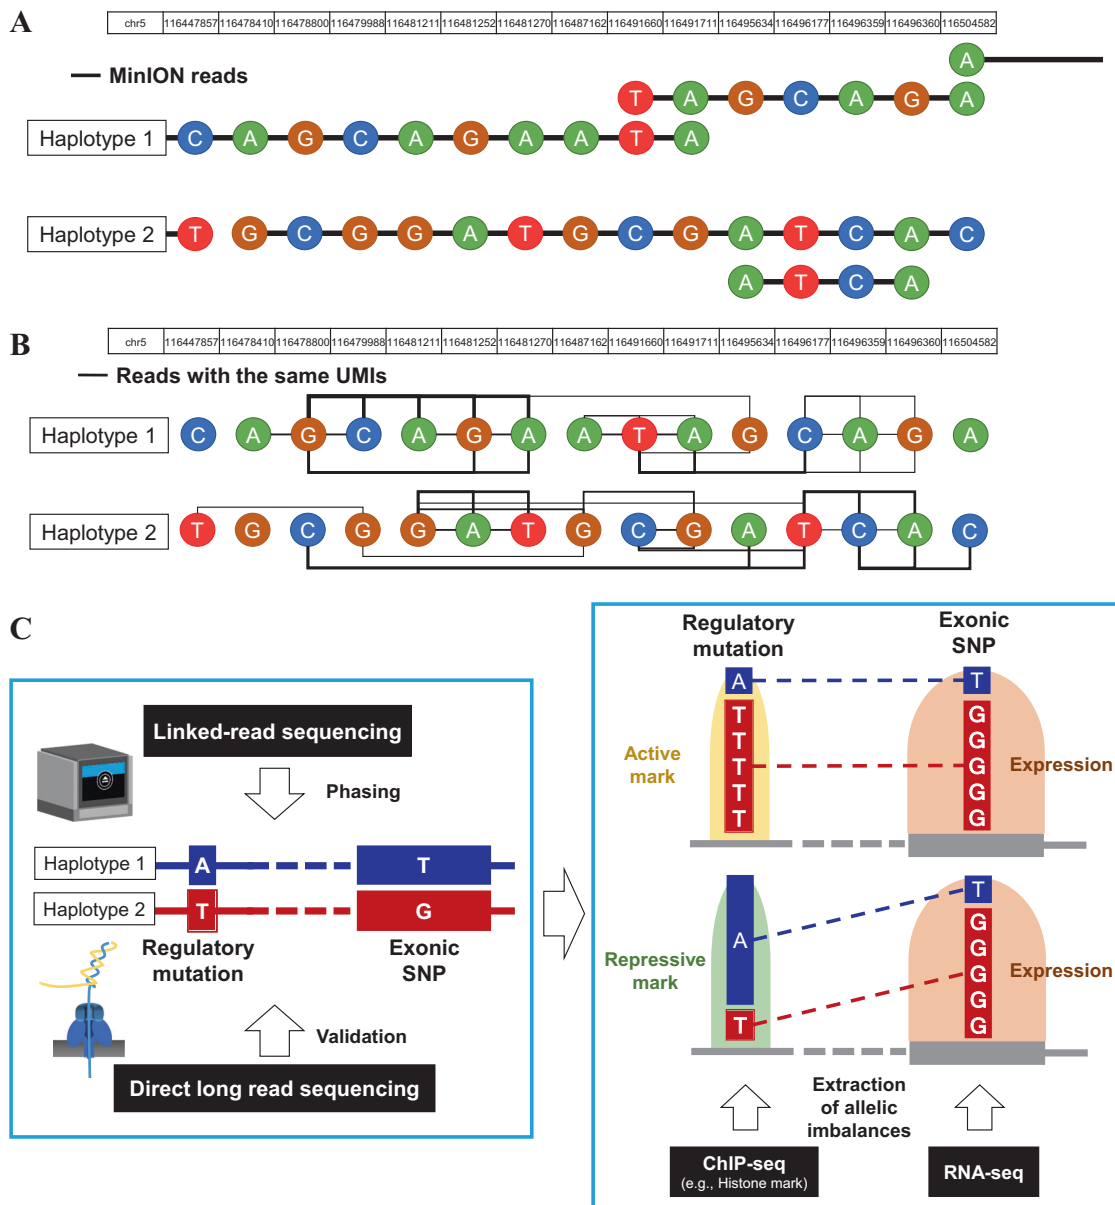 A
chr5 116447857 116478410 116478800 116479988 116481211 116481252 116481270 116487162 116491660 116491711 116495634 116496177 116496359 116496360 116504582
MinION reads
A
T A G C A G A
Haplotype 1 C A G C A G A A T A
Haplotype 2 T G C G G A T G C G A T C A C
A T C A
B
chr5 116447857 116478410 116478800 116479988 116481211 116481252 116481270 116487162 116491660 116491711 116495634 116496177 116496359 116496360 116504582
Reads with the same UMIs
Haplotype 1 C A G C A G A A T A G C A G A
Haplotype 2 T G C G G A T G C G A T C A C
C
Linked-read sequencing
Phasing
Haplotype 1 A T
Haplotype 2 T G
Regulatory
mutation
Exonic
SNP
Validation
Direct long read sequencing
Regulatory
mutation
Exonic
SNP
A T
T G
T G
T G
T G
T G
Active
mark
Expression
A T
T G
G
G
G
G
Repressive
mark
Expression
Extraction
of allelic
imbalances
ChIP-seq
(e.g., Histone mark)
RNA-seq